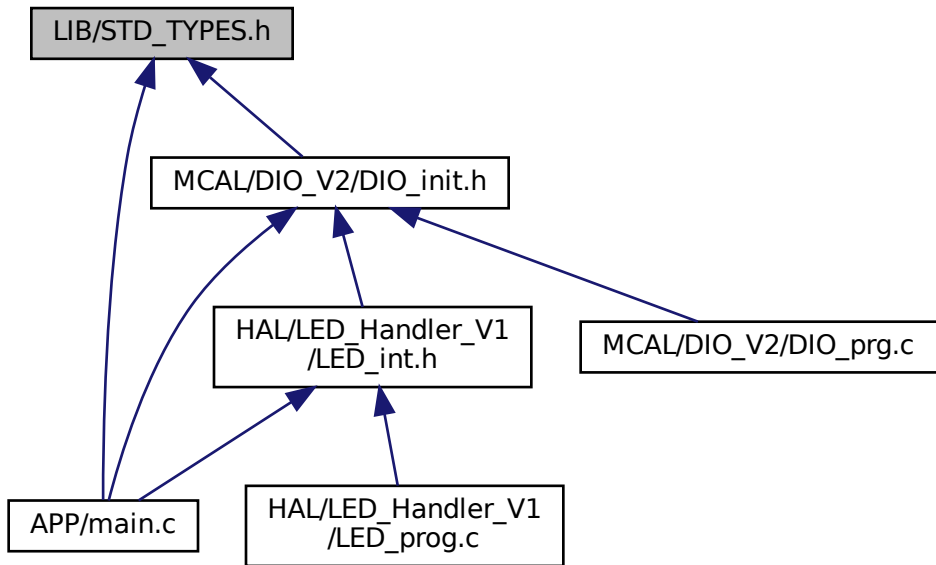 LIB/STD_TYPES.h
MCAL/DIO_V2/DIO_init.h
HAL/LED_Handler_V1
/LED_int.h
MCAL/DIO_V2/DIO_prg.c
APP/main.c
HAL/LED_Handler_V1
/LED_prog.c